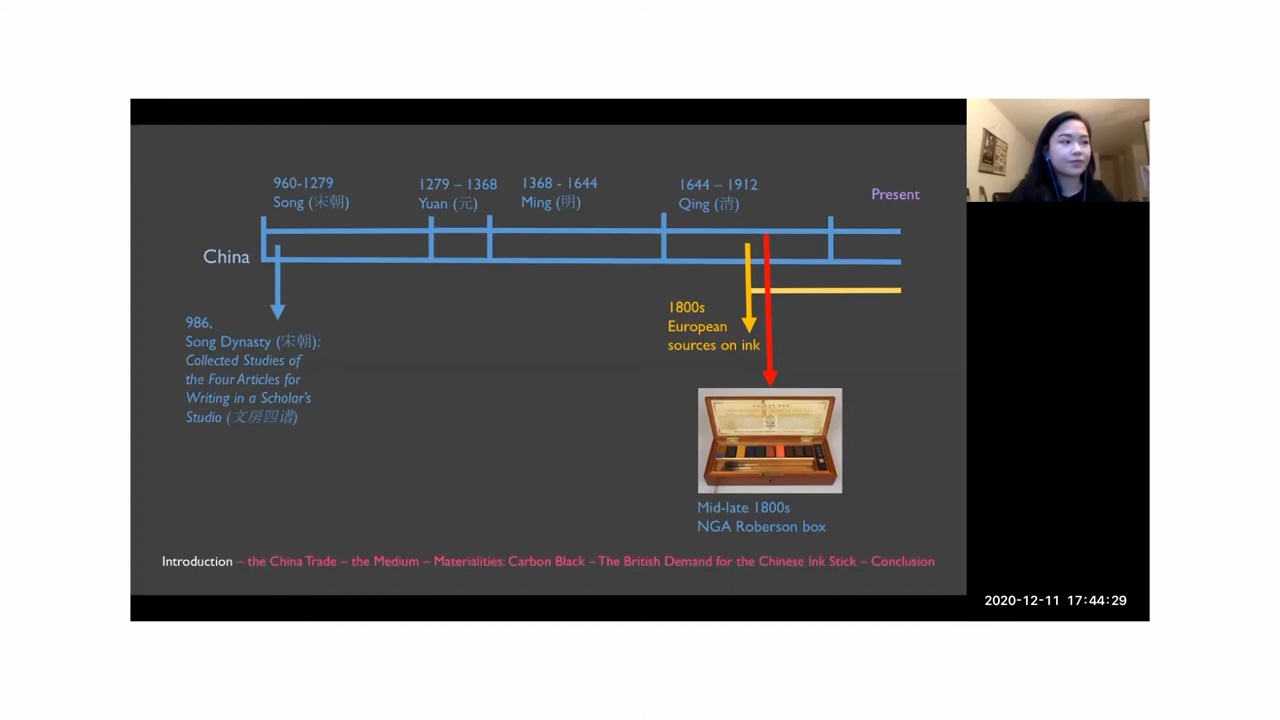 960-1279
Song (宋朝)
1279 – 1368
Yuan (元)
1368 - 1644
Ming (明)
1644 – 1912
Qing (清)
Present
China
986,
Song Dynasty (宋朝):
Collected Studies of
the Four Articles for
Writing in a Scholar's
Studio (文房四谱)
1800s
European
sources on ink
Mid-late 1800s
NGA Roberson box
Introduction – the China Trade – the Medium – Materialities: Carbon Black – The British Demand for the Chinese Ink Stick – Conclusion
2020-12-11 17:44:29